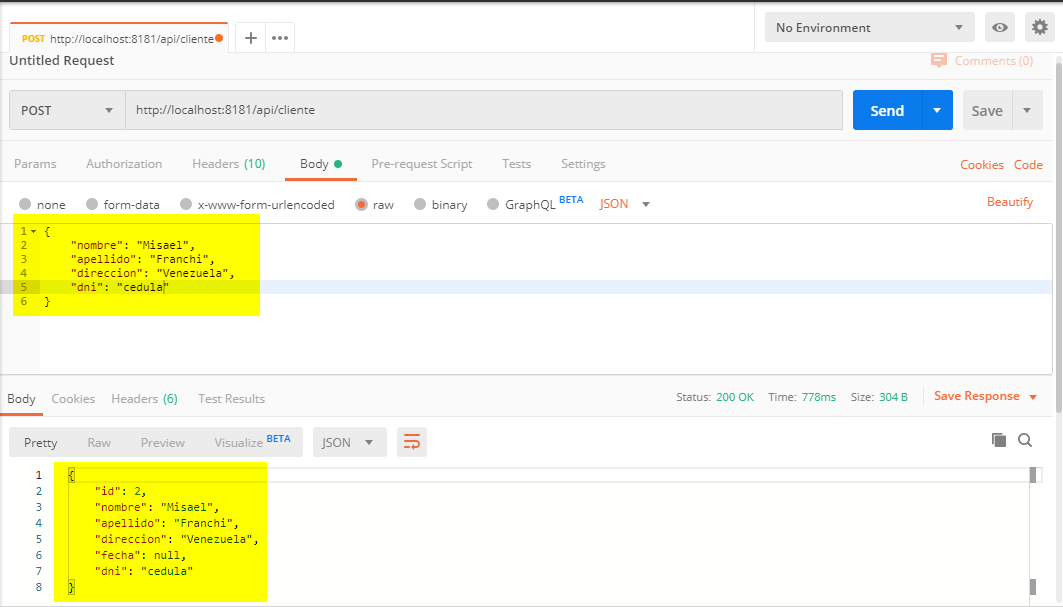 POST http://localhost:8181/api/cliente
No Environment
Untitled Request
Comments (0)
POST http://localhost:8181/api/cliente Send Save
Params Authorization Headers (10) Body Pre-request Script Tests Settings Cookies Code
none form-data x-www-form-urlencoded raw binary GraphQL BETA JSON Beautify
1 {
2 "nombre": "Misael",
3 "apellido": "Franchi",
4 "direccion": "Venezuela",
5 "dni": "cedula"
6 }
Body Cookies Headers (6) Test Results Status: 200 OK Time: 778ms Size: 304 B Save Response
Pretty Raw Preview Visualize BETA JSON
1 {
2 "id": 2,
3 "nombre": "Misael",
4 "apellido": "Franchi",
5 "direccion": "Venezuela",
6 "fecha": null,
7 "dni": "cedula"
8 }